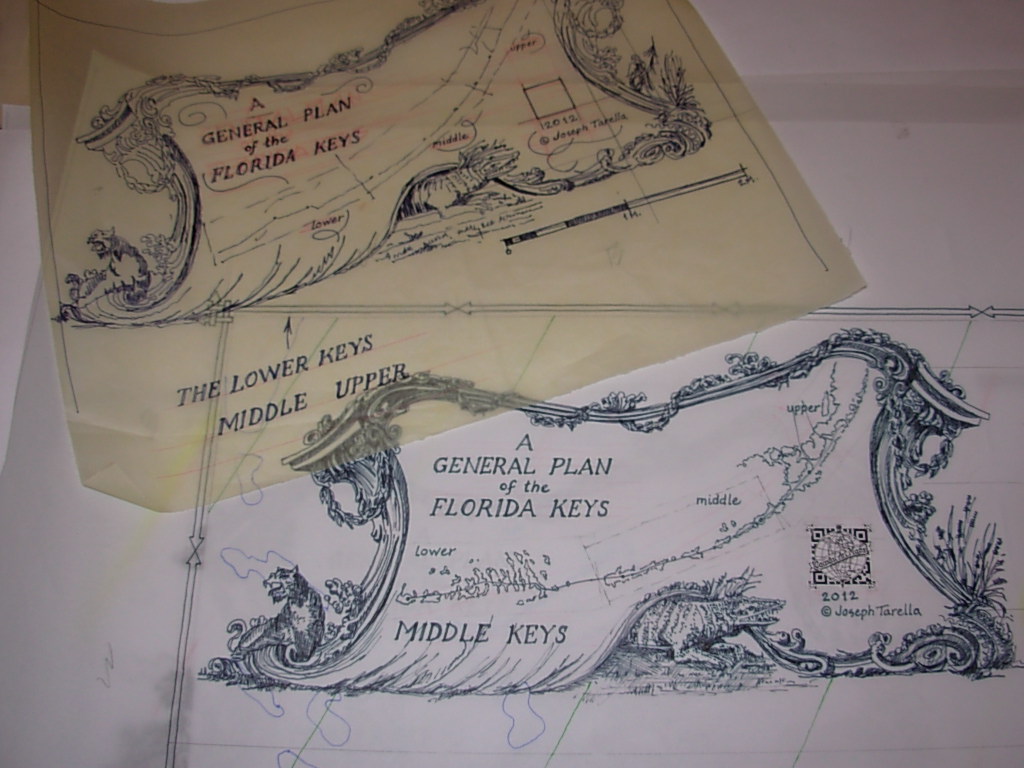 upper
A
GENERAL PLAN
of the
FLORIDA KEYS
2012
© Joseph Tarella
middle
lower
THE LOWER KEYS
MIDDLE UPPER
A
GENERAL PLAN
of the
FLORIDA KEYS
upper
middle
lower
2012
© Joseph Tarella
MIDDLE KEYS